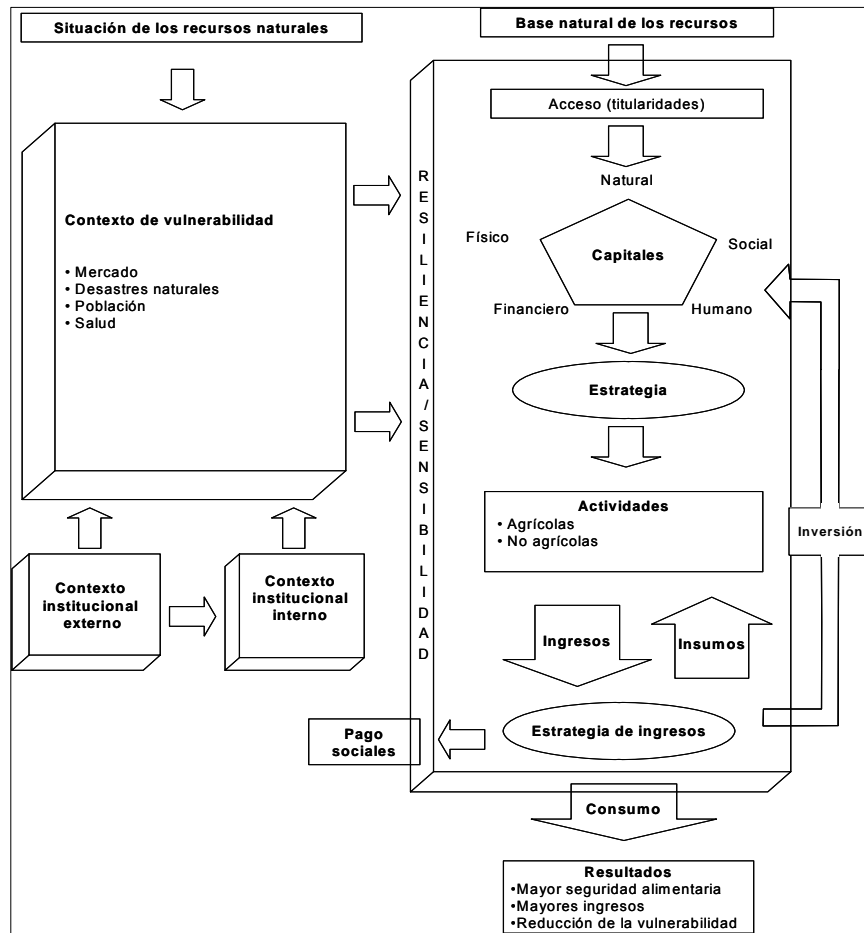 Situación de los recursos naturales
Base natural de los recursos
Acceso (titularidades)
Natural
Físico
Capitales
Social
Financiero
Humano
Contexto de vulnerabilidad
• Mercado
• Desastres naturales
• Población
• Salud
RESILIENCIA/SENSIBILIDAD
Estrategia
Actividades
• Agrícolas
• No agrícolas
Inversión
Contexto
institucional
externo
Contexto
institucional
interno
Ingresos
Insumos
Pago
sociales
Estrategia de ingresos
Consumo
Resultados
•Mayor seguridad alimentaria
•Mayores ingresos
•Reducción de la vulnerabilidad